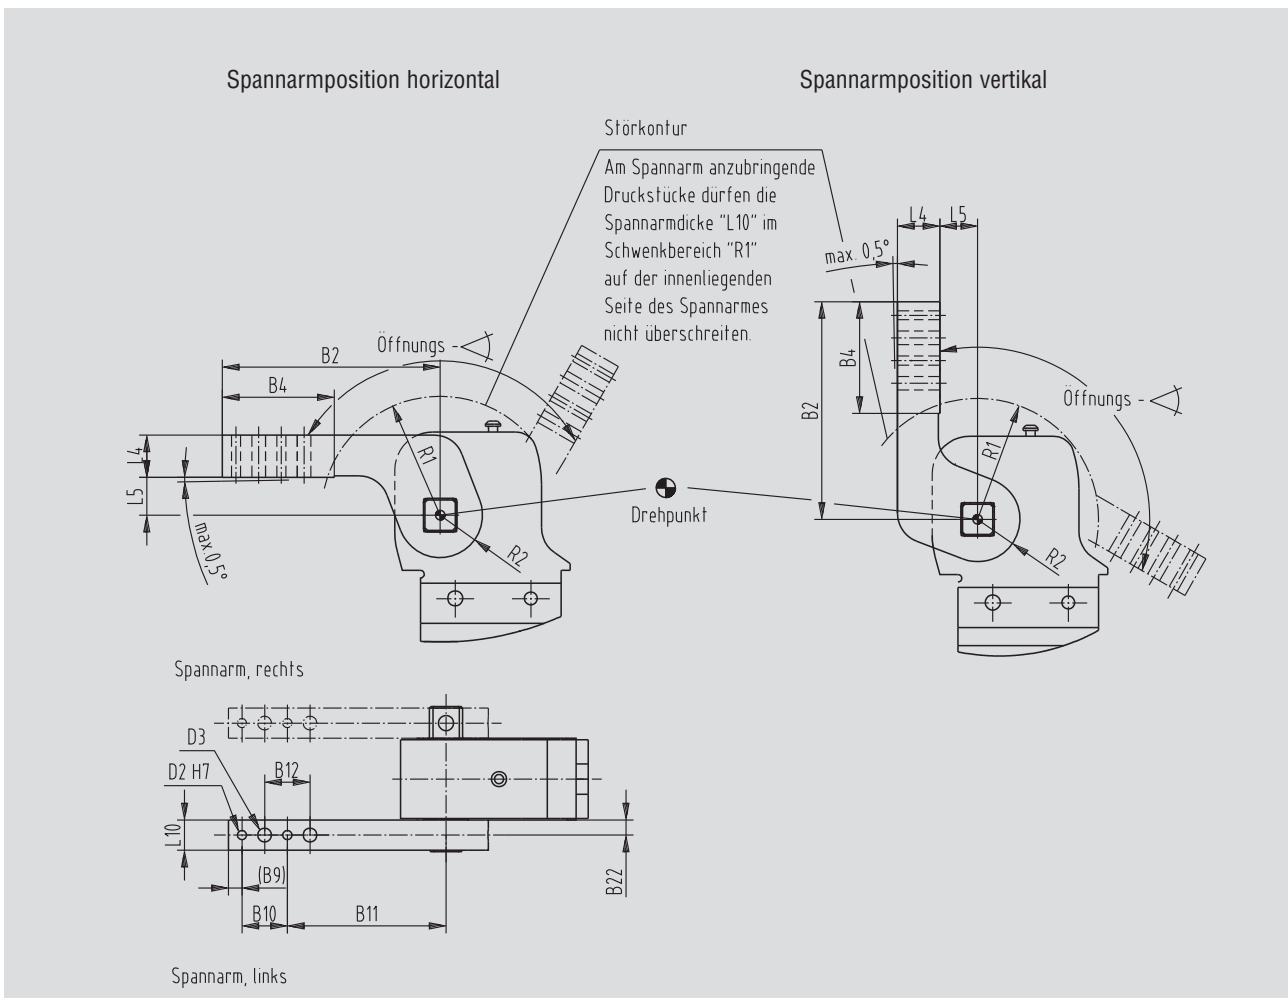 Spannarmposition horizontal
Spannarmposition vertikal
Störkontur
Am Spannarm anzubringende
Druckstücke dürfen die
Spannarmdicke "L10" im
Schwenkbereich "R1"
auf der innenliegenden
Seite des Spannarmes
nicht überschreiten.
Öffnungs -
B2
B4
L4
L5
max.0,5°
R1
R2
Drehpunkt
L4
L5
max. 0,5°
B4
B2
Öffnungs -
R1
R2
Spannarm, rechts
D3
D2 H7
B12
L10
(B9)
B10
B11
B22
Spannarm, links